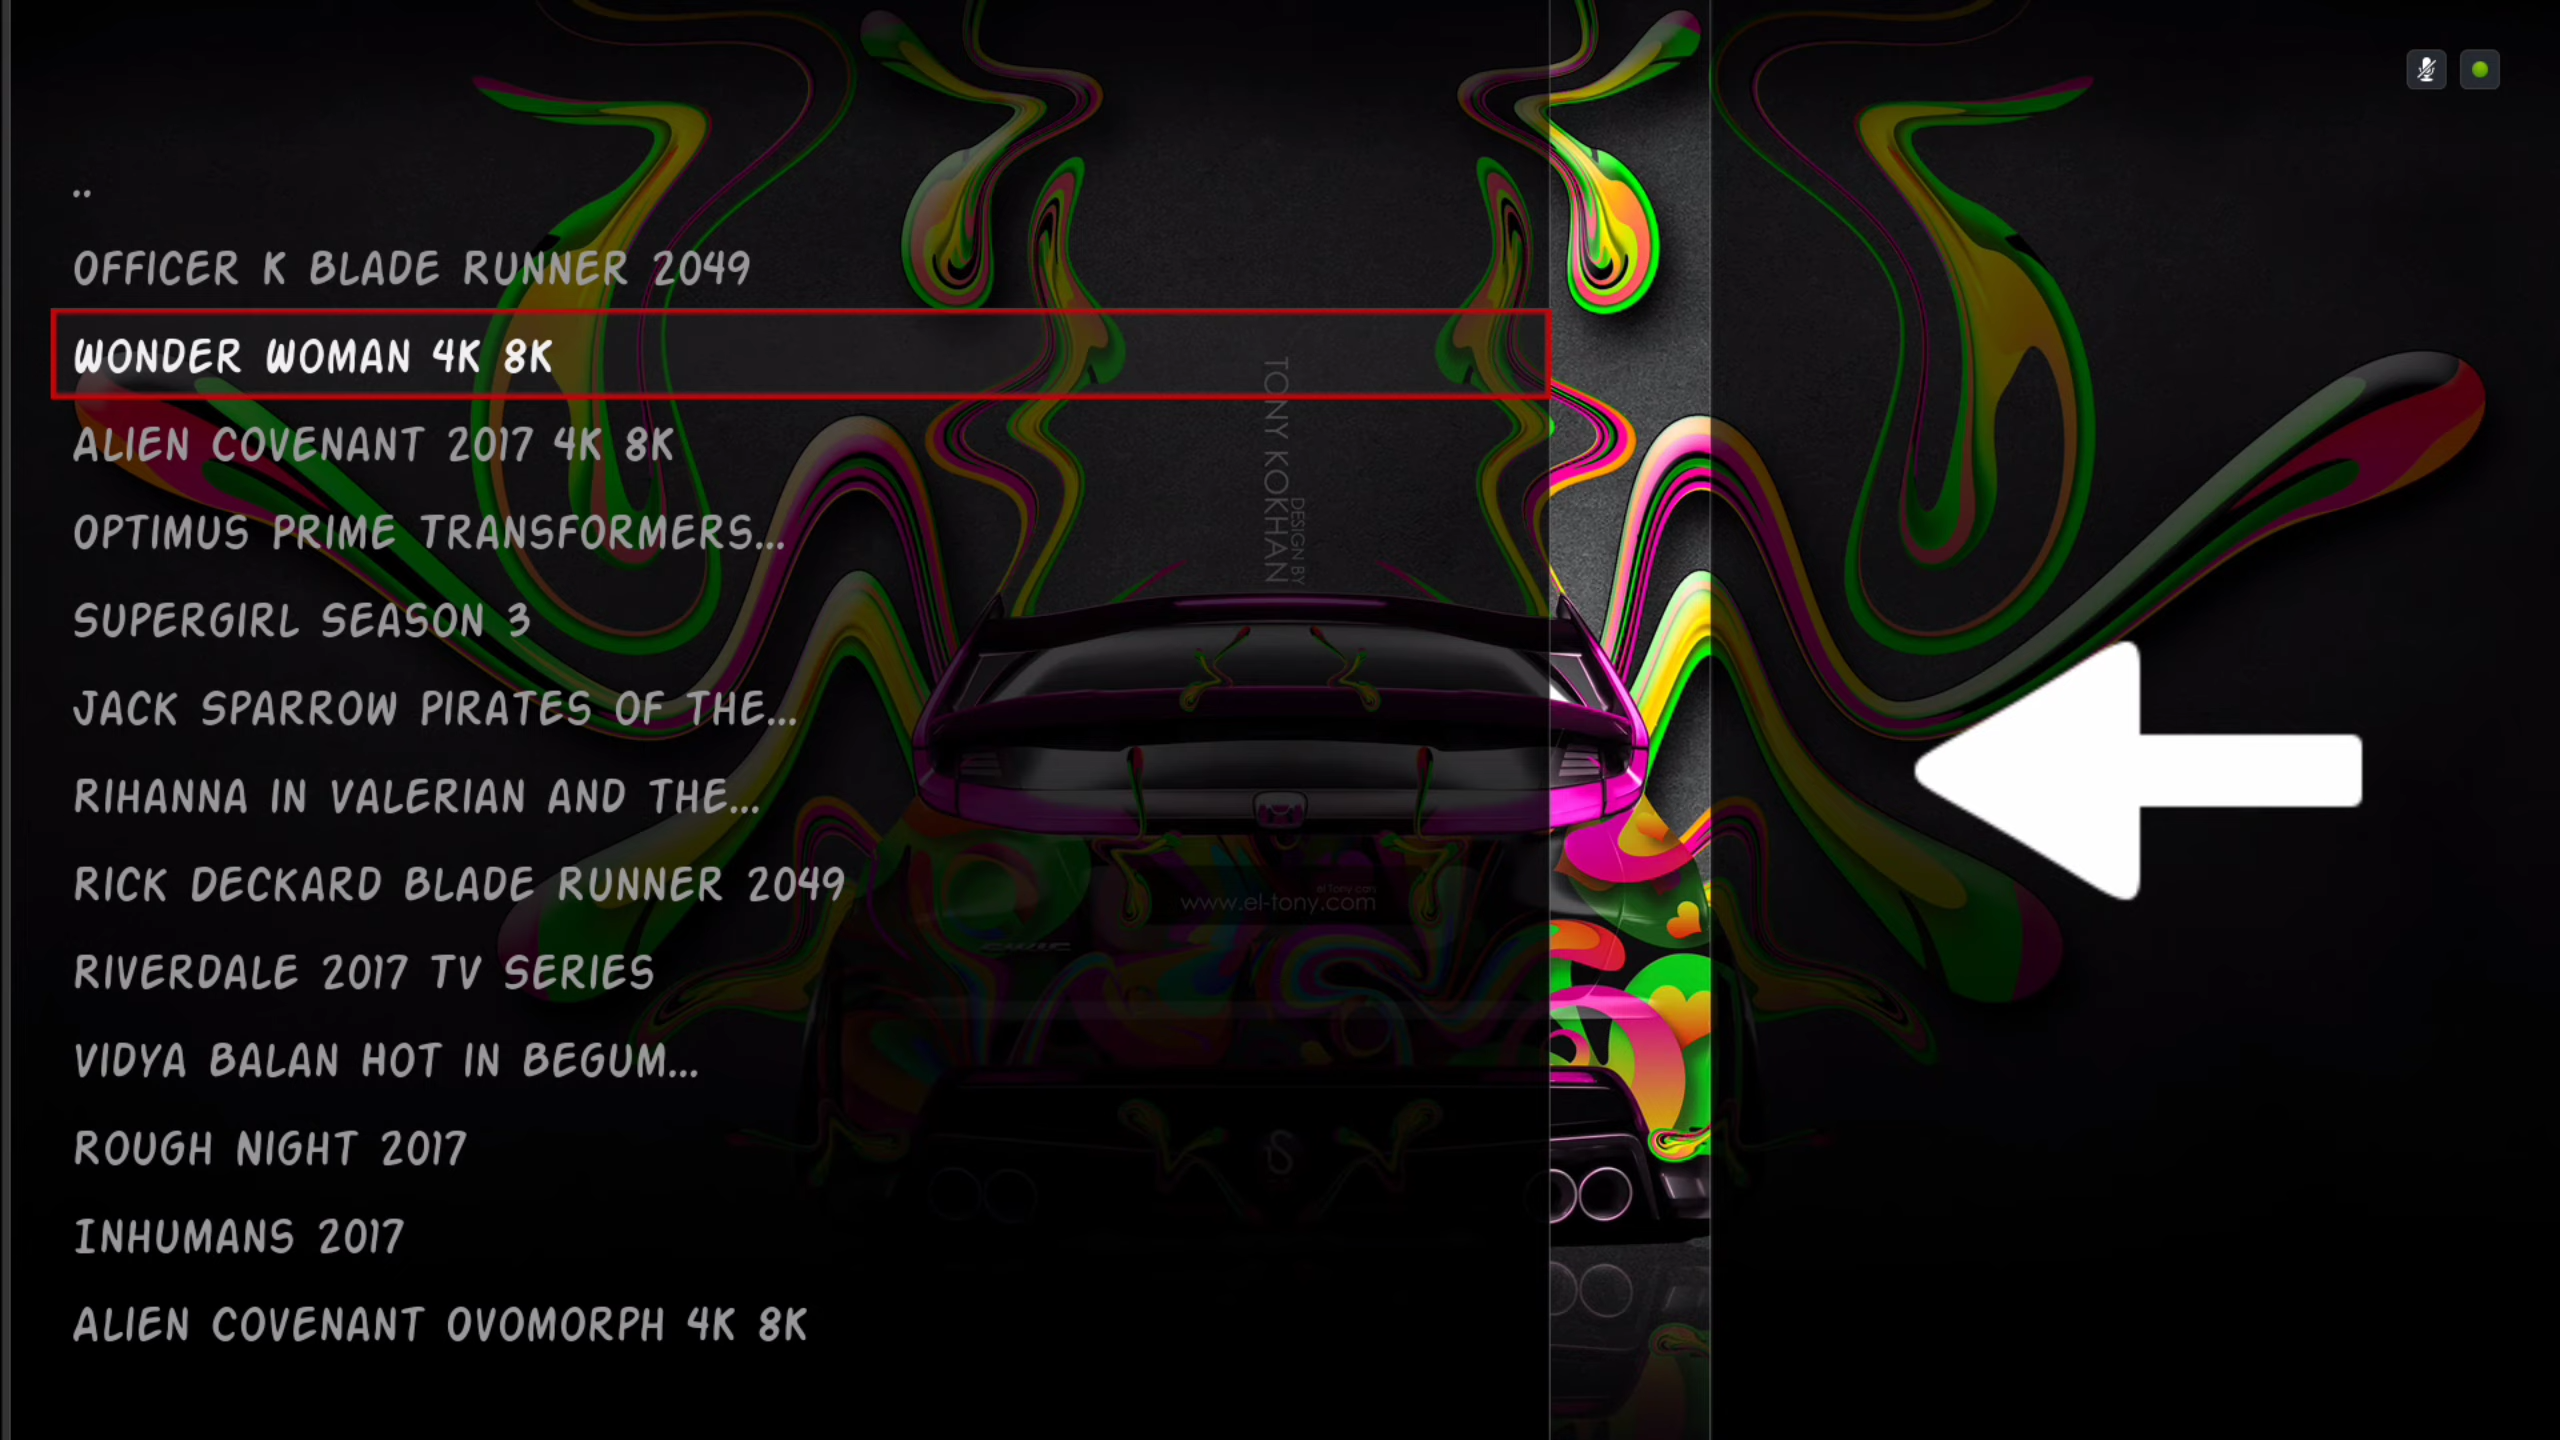 ..
OFFICER K BLADE RUNNER 2049
WONDER WOMAN 4K 8K
ALIEN COVENANT 2017 4K 8K
OPTIMUS PRIME TRANSFORMERS...
SUPERGIRL SEASON 3
JACK SPARROW PIRATES OF THE...
RIHANNA IN VALERIAN AND THE...
RICK DECKARD BLADE RUNNER 2049
RIVERDALE 2017 TV SERIES
VIDYA BALAN HOT IN BEGUM...
ROUGH NIGHT 2017
INHUMANS 2017
ALIEN COVENANT OVOMORPH 4K 8K
DESIGN BY
TONY KOKHAN
www.el-tony.com